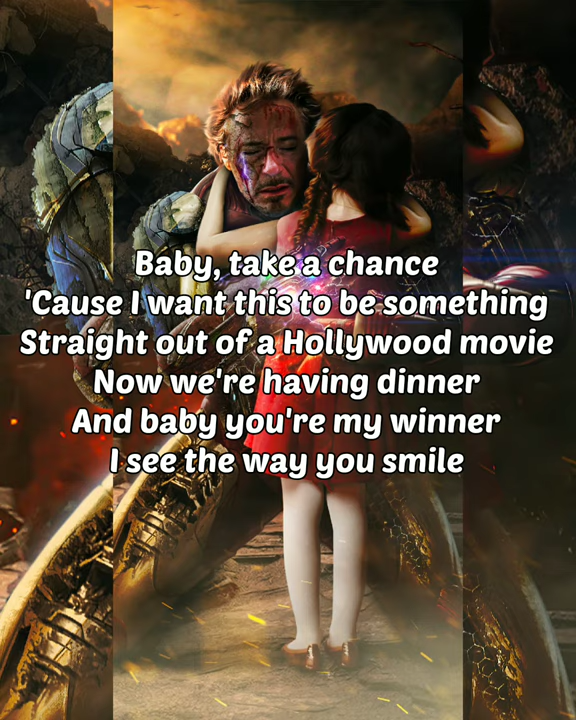 Baby, take a chance
'Cause I want this to be something
Straight out of a Hollywood movie
Now we're having dinner
And baby you're my winner
I see the way you smile